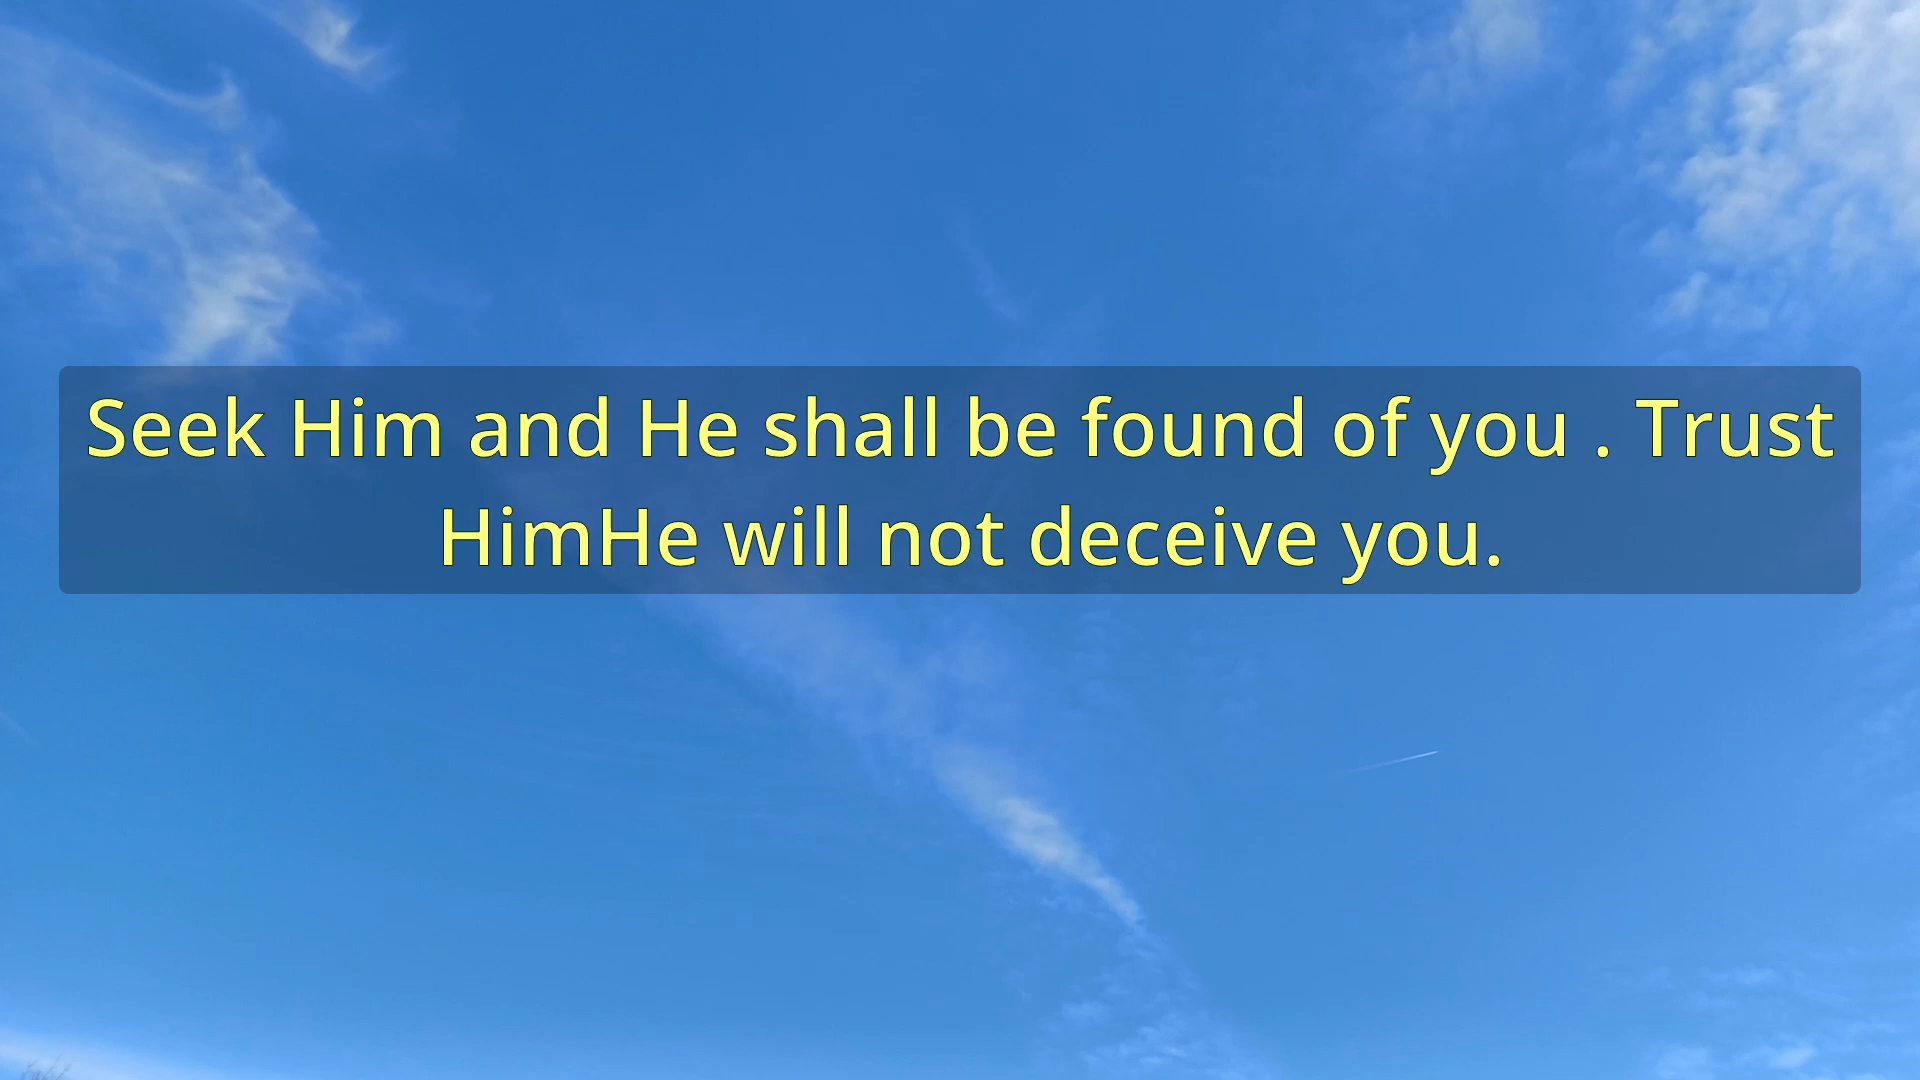 Seek Him and He shall be found of you . Trust
HimHe will not deceive you.